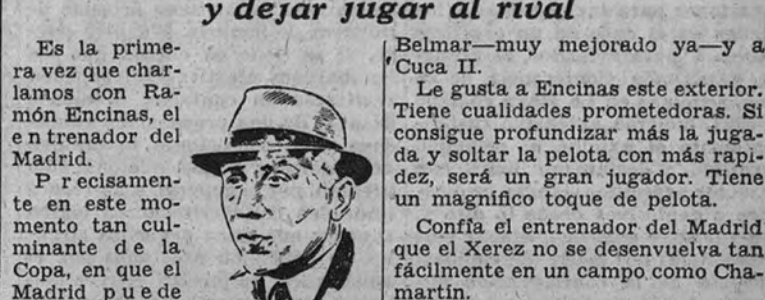 y dejar jugar al rival
Es la prime-
ra vez que char-
lamos con Ra-
món Encinas, el
entrenador del
Madrid.
Precisamen-
te en este mo-
mento tan cul-
minante de la
Copa, en que el
Madrid puede
Belmar—muy mejorado ya—y a
Cuca II.
Le gusta a Encinas este exterior.
Tiene cualidades prometedoras. Si
consigue profundizar más la juga-
da y soltar la pelota con más rapi-
dez, será un gran jugador. Tiene
un magnífico toque de pelota.
Confía el entrenador del Madrid
que el Xerez no se desenvuelva tan
fácilmente en un campo como Cha-
martín.